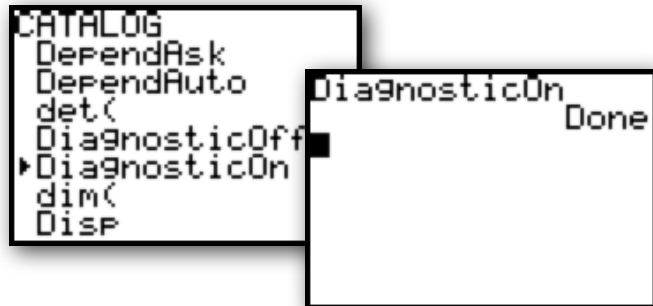 CATALOG
DependAsk
DependAuto
det(
DiagnosticOff
DiagnosticOn
dim(
Disp
DiagnosticOn
Done